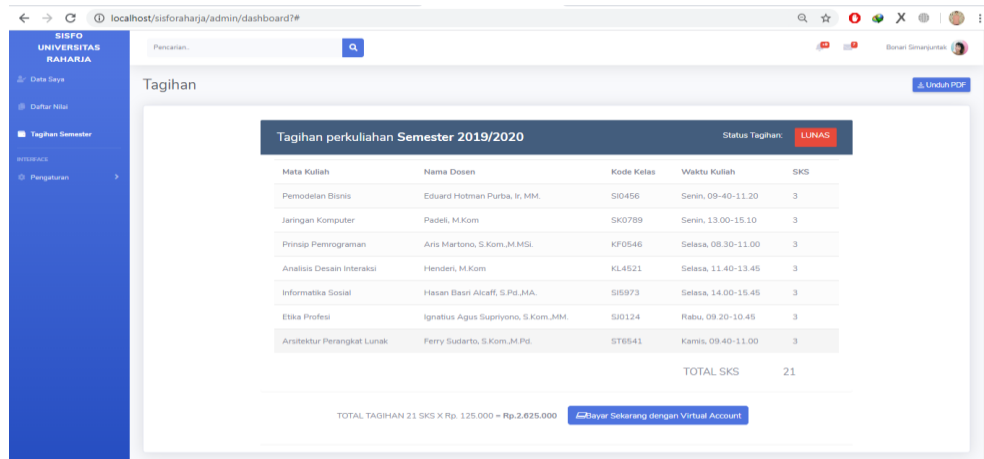 localhost/sisforaharja/admin/dashboard?#
SISFO
UNIVERSITAS
RAHARJA
Pencarian..
Bonari Simanjuntak
Data Saya
Daftar Nilai
Tagihan Semester
INTERFACE
Pengaturan
Tagihan
Unduh PDF
Tagihan perkuliahan Semester 2019/2020 Status Tagihan: LUNAS
Mata Kuliah Nama Dosen Kode Kelas Waktu Kuliah SKS
Pemodelan Bisnis Eduard Hotman Purba, Ir, MM. SI0456 Senin, 09-40-11.20 3
Jaringan Komputer Padeli, M.Kom SK0789 Senin, 13.00-15.10 3
Prinsip Pemrograman Aris Martono, S.Kom.,M.MSi. KF0546 Selasa, 08.30-11.00 3
Analisis Desain Interaksi Henderi, M.Kom KL4521 Selasa, 11.40-13.45 3
Informatika Sosial Hasan Basri Alcaff, S.Pd.,MA. SI5973 Selasa, 14.00-15.45 3
Etika Profesi Ignatius Agus Supriyono, S.Kom.,MM. SJ0124 Rabu, 09.20-10.45 3
Arsitektur Perangkat Lunak Ferry Sudarto, S.Kom.,M.Pd. ST6541 Kamis, 09.40-11.00 3
TOTAL SKS 21
TOTAL TAGIHAN 21 SKS X Rp. 125.000 = Rp.2.625.000 Bayar Sekarang dengan Virtual Account